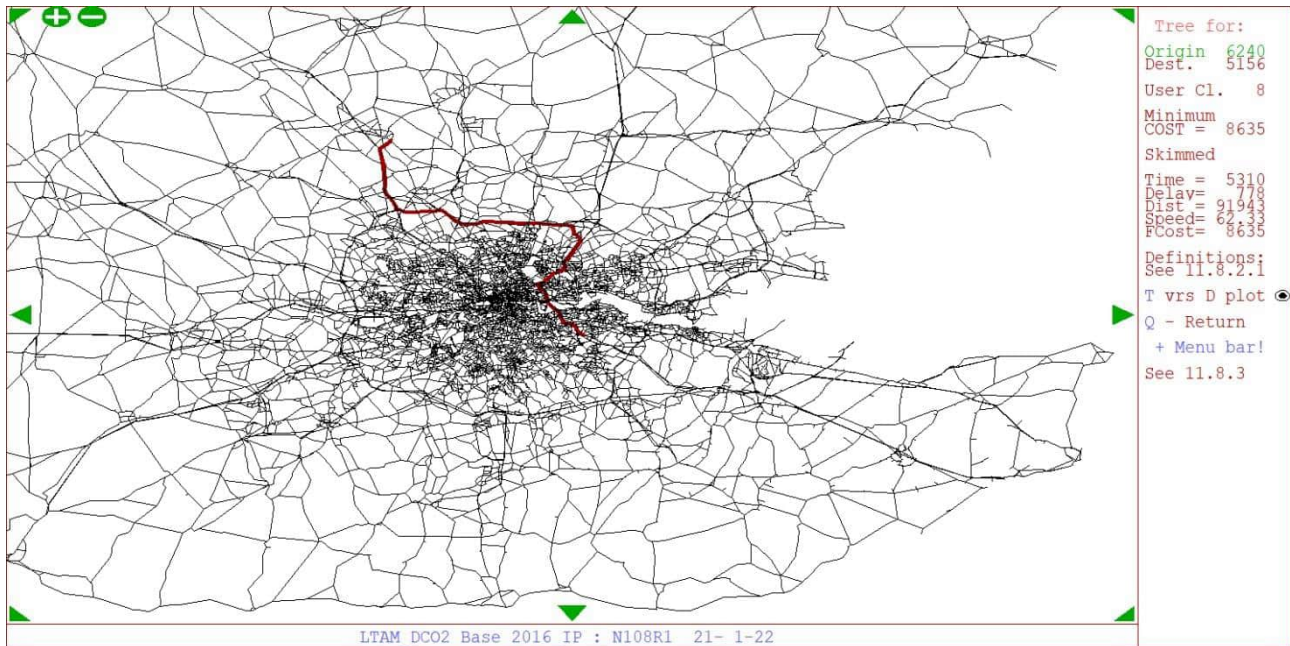 Tree for:
Origin 6240
Dest. 5156
User Cl. 8
Minimum
COST = 8635
Skimmed
Time = 5310
Delay= 778
Dist = 91943
Speed= 62.33
FCost= 8635
Definitions:
See 11.8.2.1
T vrs D plot
Q - Return
+ Menu bar!
See 11.8.3
LTAM DCO2 Base 2016 IP : N108R1 21- 1-22